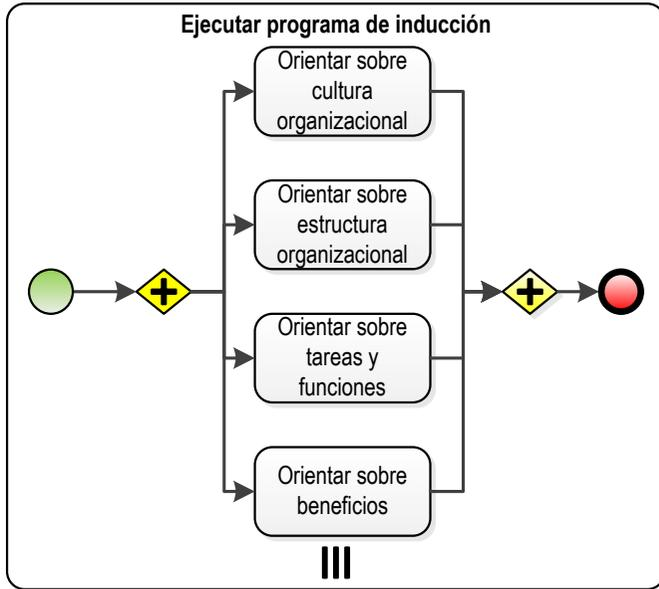 Ejecutar programa de inducción
Orientar sobre
cultura
organizacional
Orientar sobre
estructura
organizacional
Orientar sobre
tareas y
funciones
Orientar sobre
beneficios